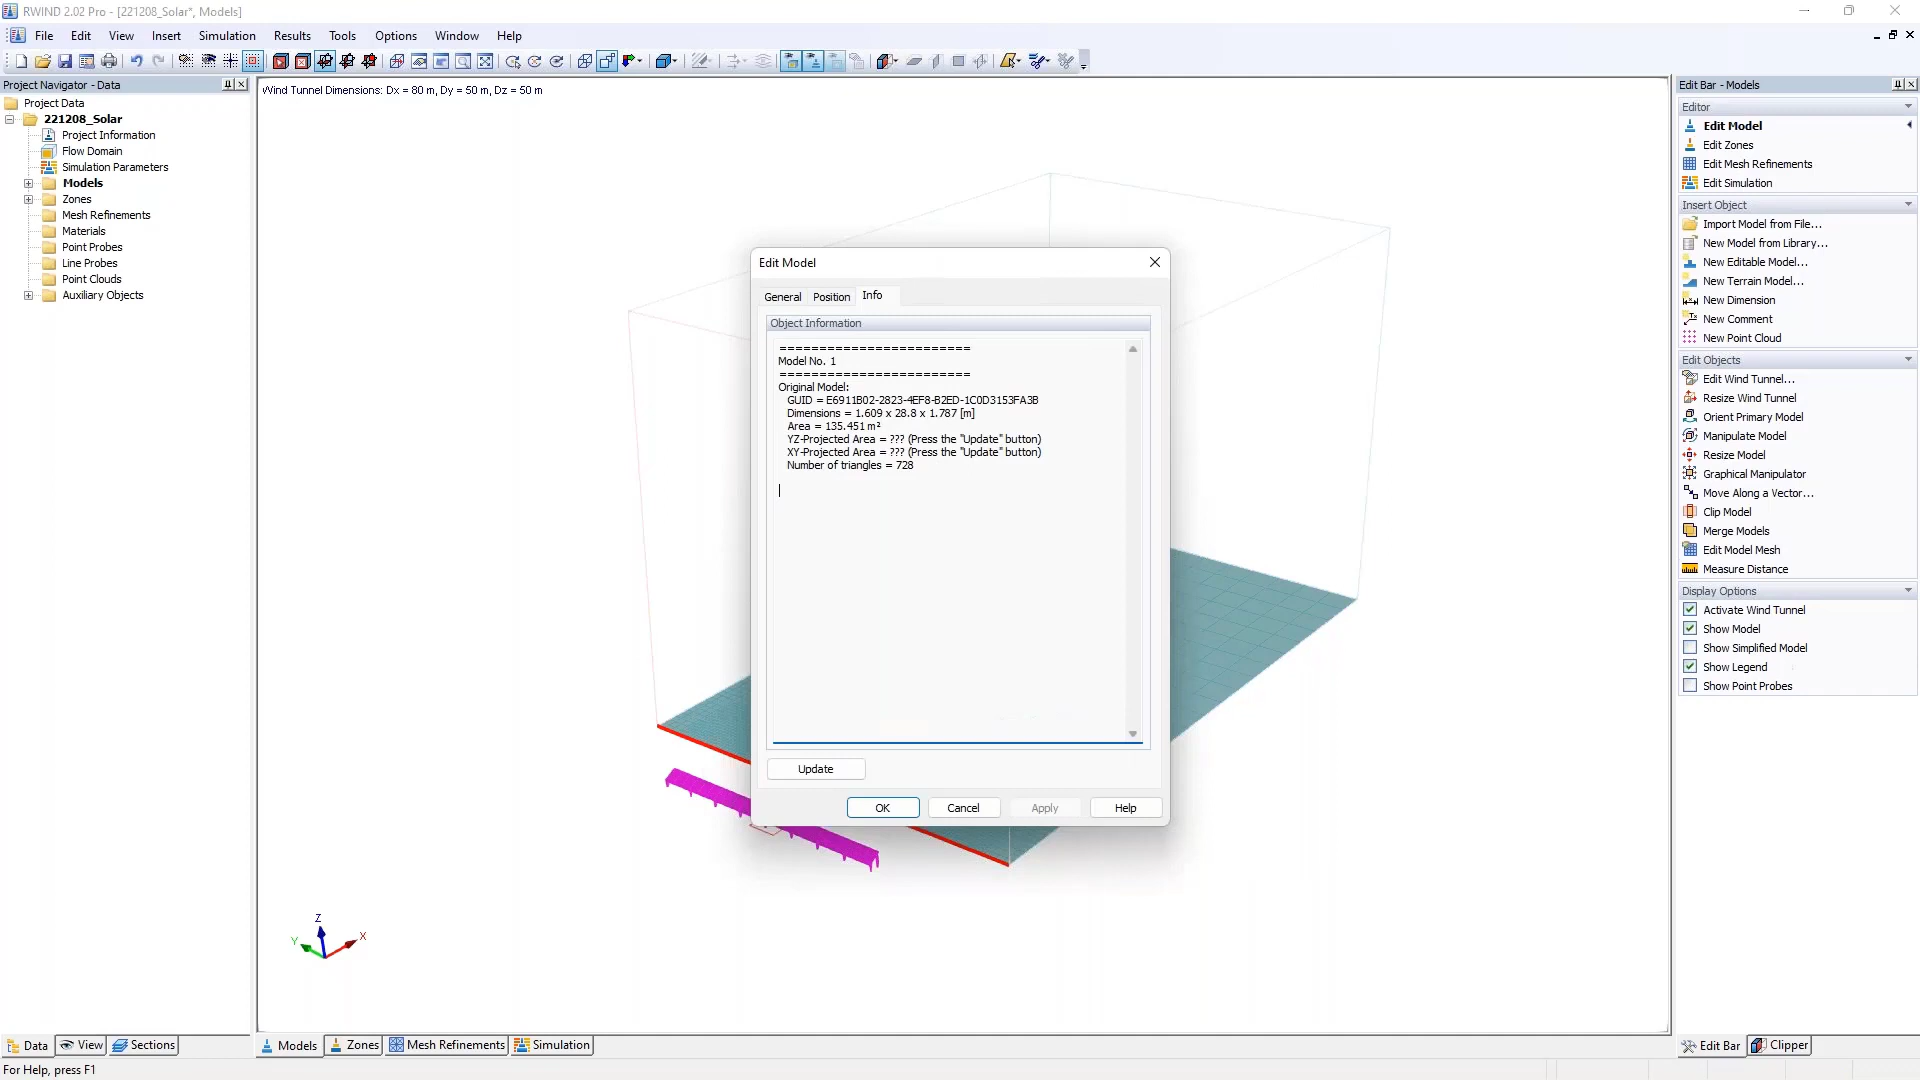 RWIND 2.02 Pro - [221208_Solar*, Models]
File Edit View Insert Simulation Results Tools Options Window Help
Project Navigator - Data
Project Data
221208_Solar
Project Information
Flow Domain
Simulation Parameters
Models
Zones
Mesh Refinements
Materials
Point Probes
Line Probes
Point Clouds
Auxiliary Objects
Wind Tunnel Dimensions: Dx = 80 m, Dy = 50 m, Dz = 50 m
Edit Model
General Position Info
Object Information
========================
Model No. 1
========================
Original Model:
GUID = E6911B02-2823-4EF8-B2ED-1C0D3153FA3B
Dimensions = 1.609 x 28.8 x 1.787 [m]
Area = 135.451 m²
YZ-Projected Area = ??? (Press the "Update" button)
XY-Projected Area = ??? (Press the "Update" button)
Number of triangles = 728
Update
OK Cancel Apply Help
Z
Y
X
Edit Bar - Models
Editor
Edit Model
Edit Zones
Edit Mesh Refinements
Edit Simulation
Insert Object
Import Model from File...
New Model from Library...
New Editable Model...
New Terrain Model...
New Dimension
New Comment
New Point Cloud
Edit Objects
Edit Wind Tunnel...
Resize Wind Tunnel
Orient Primary Model
Manipulate Model
Resize Model
Graphical Manipulator
Move Along a Vector...
Clip Model
Merge Models
Edit Model Mesh
Measure Distance
Display Options
Activate Wind Tunnel
Show Model
Show Simplified Model
Show Legend
Show Point Probes
Data View Sections
Models Zones Mesh Refinements Simulation
Edit Bar Clipper
For Help, press F1